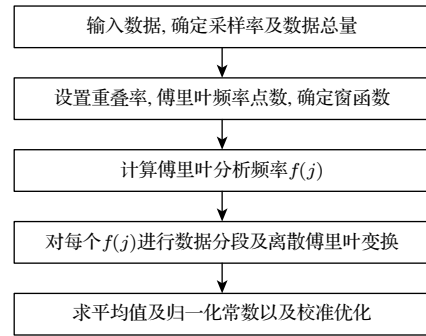 输入数据, 确定采样率及数据总量
设置重叠率, 傅里叶频率点数, 确定窗函数
计算傅里叶分析频率f(j)
对每个f(j)进行数据分段及离散傅里叶变换
求平均值及归一化常数以及校准优化